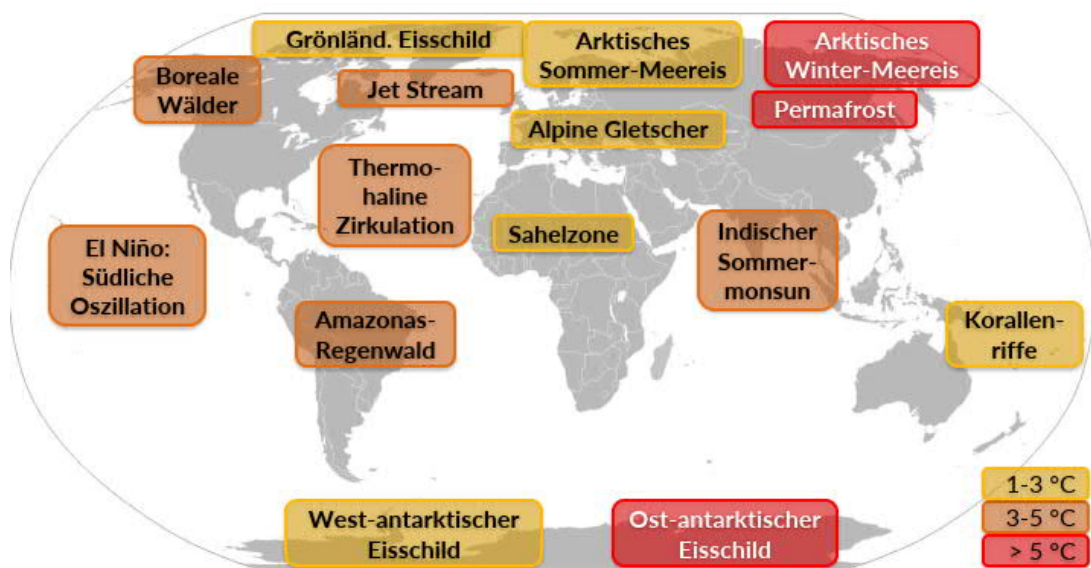 Grönländ. Eisschild
Arktisches
Sommer-Meereis
Arktisches
Winter-Meereis
Boreale
Wälder
Jet Stream
Permafrost
Alpine Gletscher
Thermo-
haline
Zirkulation
Sahelzone
Indischer
Sommer-
monsun
El Niño:
Südliche
Oszillation
Amazonas-
Regenwald
Korallen-
riffe
West-antarktischer
Eisschild
Ost-antarktischer
Eisschild
1-3 °C
3-5 °C
> 5 °C